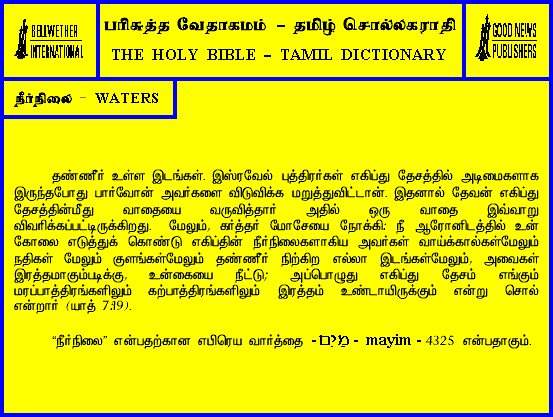 BELLWETHER
INTERNATIONAL
பரிசுத்த வேதாகமம் - தமிழ் சொல்லகராதி
THE HOLY BIBLE - TAMIL DICTIONARY
GOOD NEWS
PUBLISHERS
நீர்நிலை - WATERS
தண்ணீர் உள்ள இடங்கள். இஸ்ரவேல் புத்திரர்கள் எகிப்து தேசத்தில் அடிமைகளாக
இருந்தபோது பார்வோன் அவர்களை விடுவிக்க மறுத்துவிட்டான். இதனால் தேவன் எகிப்து
தேசத்தின்மீது வாதையை வருவித்தார் அதில் ஒரு வாதை இவ்வாறு
விவரிக்கப்பட்டிருக்கிறது. மேலும், கர்த்தர் மோசேயை நோக்கி; நீ ஆரோனிடத்தில் உன்
கோலை எடுத்துக் கொண்டு எகிப்தின் நீர்நிலைகளாகிய அவர்கள் வாய்க்கால்கள்மேலும்
நதிகள் மேலும் குளங்கள்மேலும் தண்ணீர் நிற்கிற எல்லா இடங்கள்மேலும், அவைகள்
இரத்தமாகும்படிக்கு, உன்கையை நீட்டு; அப்பொழுது எகிப்து தேசம் எங்கும்
மரப்பாத்திரங்களிலும் கற்பாத்திரங்களிலும் இரத்தம் உண்டாயிருக்கும் என்று சொல்
என்றார் (யாத் 7:19).
“நீர்நிலை” என்பதற்கான எபிரெய வார்த்தை - מַיִם - mayim - 4325 என்பதாகும்.